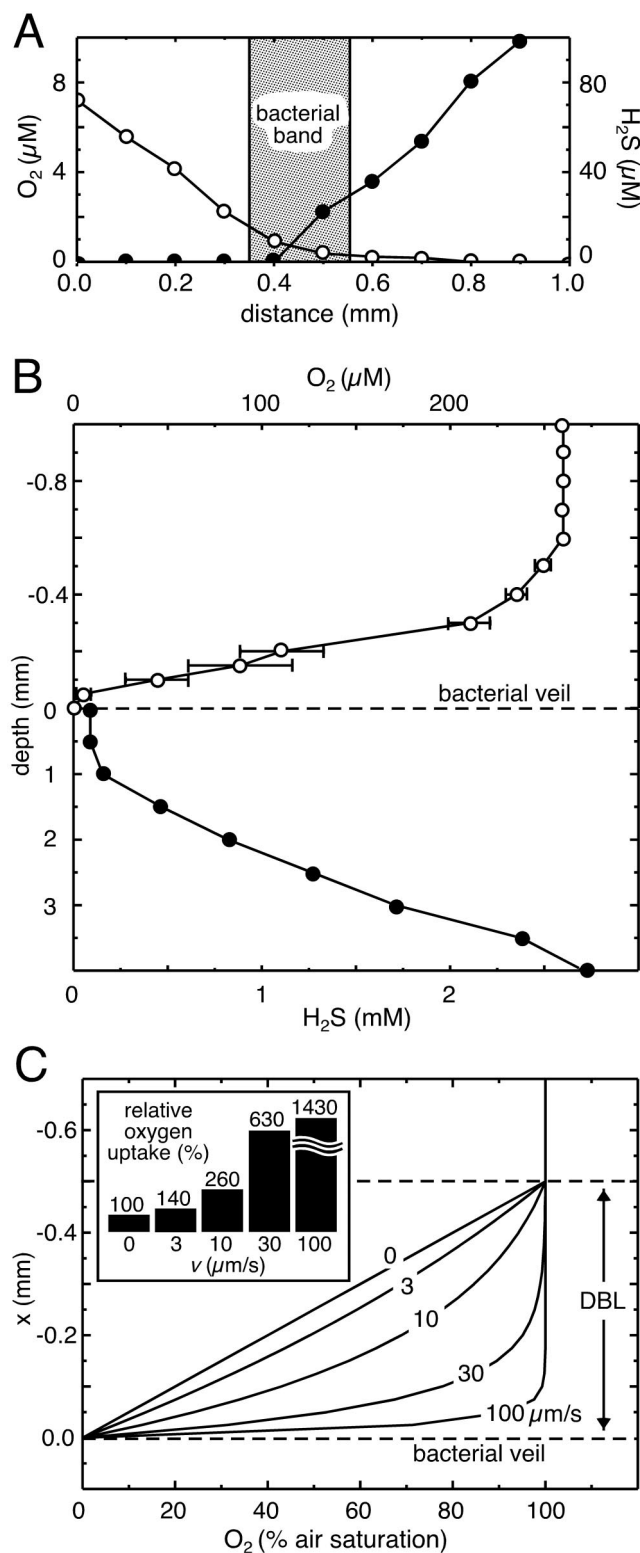 A
8
4
0
O2 (µM)
bacterial
band
80
40
0
H2S (µM)
0.0 0.2 0.4 0.6 0.8 1.0
distance (mm)
B
O2 (µM)
0 100 200
-0.8
-0.4
0
1
2
3
depth (mm)
bacterial veil
0 1 2
H2S (mM)
C
relative
oxygen
uptake (%)
100 140 260 630 1430
0 3 10 30 100
v (µm/s)
-0.6
-0.4
-0.2
0.0
x (mm)
0
3
10
30
100 µm/s
DBL
bacterial veil
0 20 40 60 80 100
O2 (% air saturation)